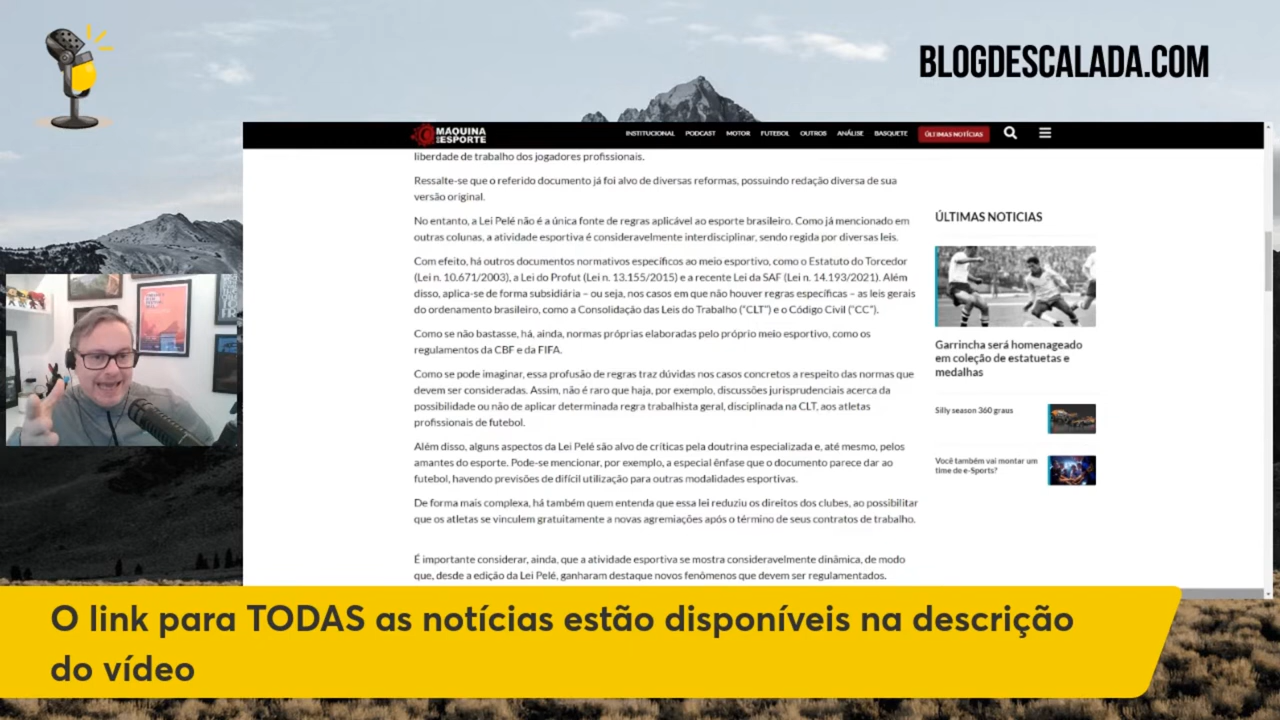 BLOGDESCALADA.COM
MAQUINA
DO ESPORTE
INSTITUCIONAL PODCAST MOTOR FUTEBOL OUTROS ANÁLISE BASQUETE ÚLTIMAS NOTÍCIAS
liberdade de trabalho dos jogadores profissionais.
Ressalte-se que o referido documento já foi alvo de diversas reformas, possuindo redação diversa de sua
versão original.
No entanto, a Lei Pelé não é a única fonte de regras aplicável ao esporte brasileiro. Como já mencionado em
outras colunas, a atividade esportiva é consideravelmente interdisciplinar, sendo regida por diversas leis.
Com efeito, há outros documentos normativos específicos ao meio esportivo, como o Estatuto do Torcedor
(Lei n. 10.671/2003), a Lei do Profut (Lei n. 13.155/2015) e a recente Lei da SAF (Lei n. 14.193/2021). Além
disso, aplica-se de forma subsidiária – ou seja, nos casos em que não houver regras específicas – as leis gerais
do ordenamento brasileiro, como a Consolidação das Leis do Trabalho ("CLT") e o Código Civil ("CC").
Como se não bastasse, há, ainda, normas próprias elaboradas pelo próprio meio esportivo, como os
regulamentos da CBF e da FIFA.
Como se pode imaginar, essa profusão de regras traz dúvidas nos casos concretos a respeito das normas que
devem ser consideradas. Assim, não é raro que haja, por exemplo, discussões jurisprudenciais acerca da
possibilidade ou não de aplicar determinada regra trabalhista geral, disciplinada na CLT, aos atletas
profissionais de futebol.
Além disso, alguns aspectos da Lei Pelé são alvo de críticas pela doutrina especializada e, até mesmo, pelos
amantes do esporte. Pode-se mencionar, por exemplo, a especial ênfase que o documento parece dar ao
futebol, havendo previsões de difícil utilização para outras modalidades esportivas.
De forma mais complexa, há também quem entenda que essa lei reduziu os direitos dos clubes, ao possibilitar
que os atletas se vinculem gratuitamente a novas agremiações após o término de seus contratos de trabalho.
É importante considerar, ainda, que a atividade esportiva se mostra consideravelmente dinâmica, de modo
que, desde a edição da Lei Pelé, ganharam destaque novos fenômenos que devem ser regulamentados.
ÚLTIMAS NOTICIAS
Garrincha será homenageado
em coleção de estatuetas e
medalhas
Silly season 360 graus
Você também vai montar um
time de e-Sports?
O link para TODAS as notícias estão disponíveis na descrição
do vídeo